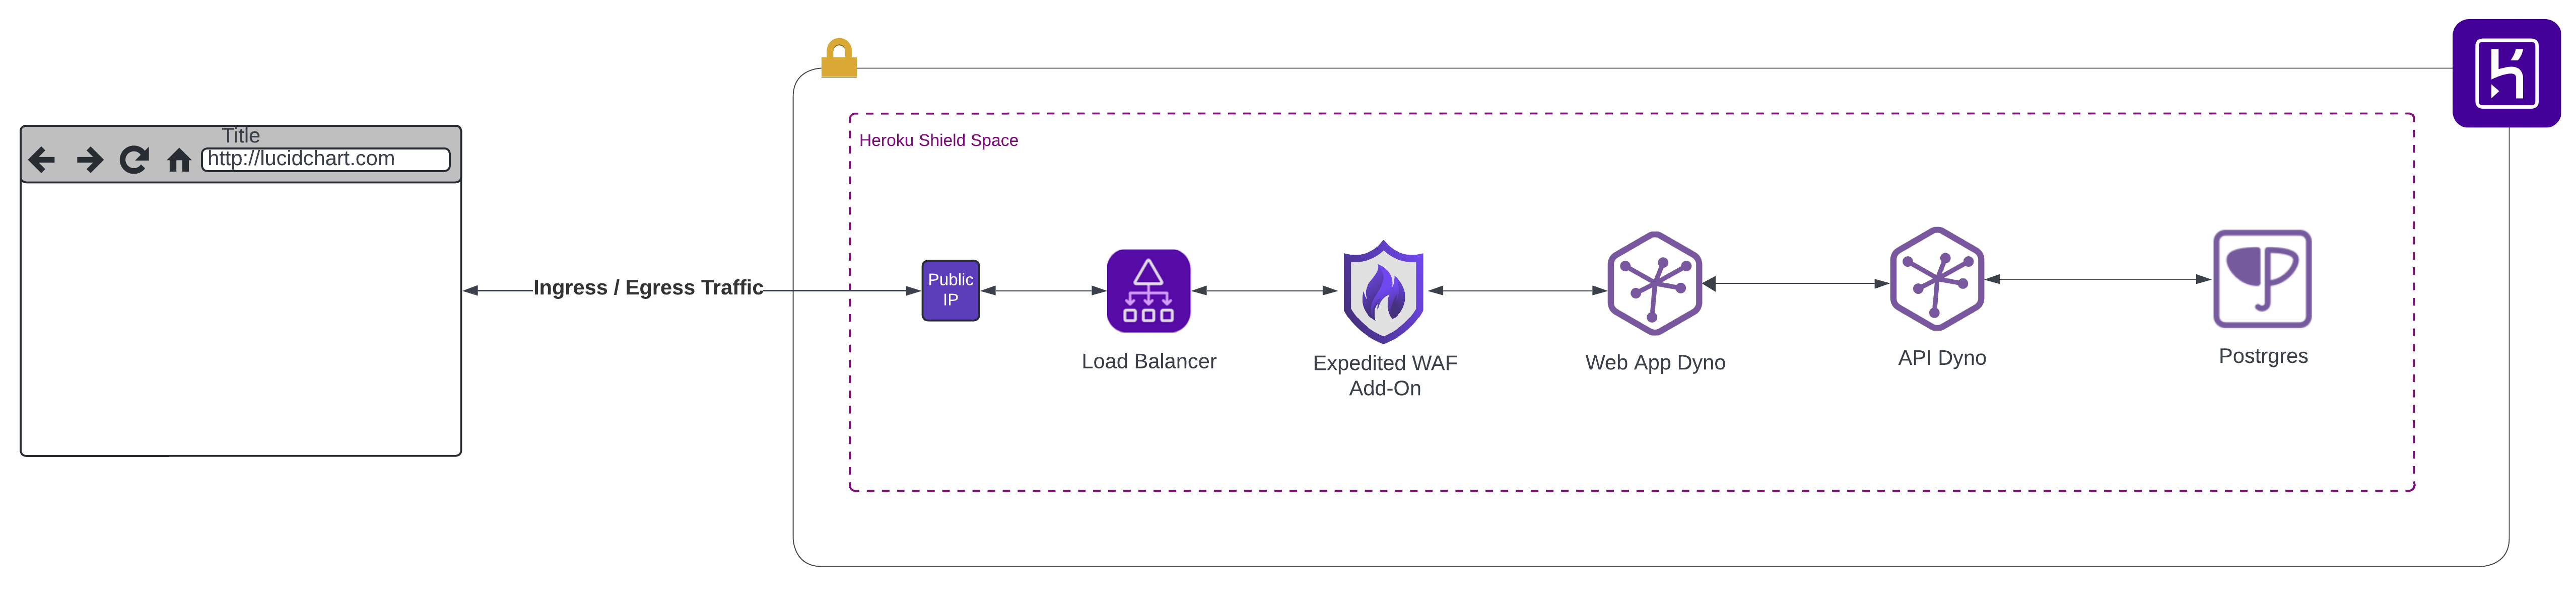 Title
http://lucidchart.com
Heroku Shield Space
Ingress / Egress Traffic
Public
IP
Load Balancer
Expedited WAF
Add-On
Web App Dyno
API Dyno
Postrgres